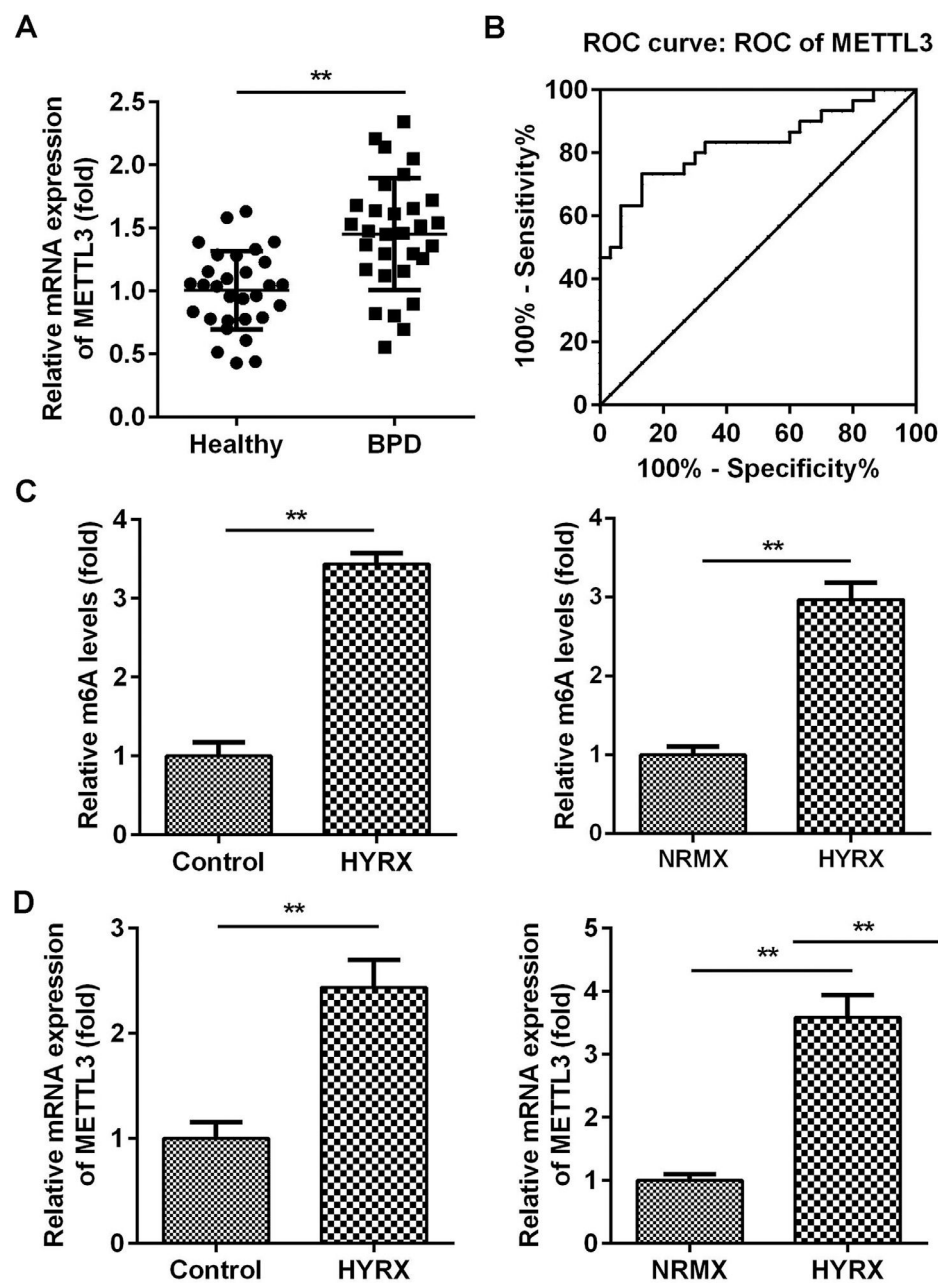 A
**
Relative mRNA expression
of METTL3 (fold)
2.5
2.0
1.5
1.0
0.5
0.0
Healthy
BPD
B
ROC curve: ROC of METTL3
100% - Sensitivity%
100
80
60
40
20
0
0
20
40
60
80
100
100% - Specificity%
C
**
Relative m6A levels (fold)
4
3
2
1
0
Control
HYRX
**
Relative m6A levels (fold)
4
3
2
1
0
NRMX
HYRX
D
**
Relative mRNA expression
of METTL3 (fold)
3
2
1
0
Control
HYRX
**
**
Relative mRNA expression
of METTL3 (fold)
5
4
3
2
1
0
NRMX
HYRX